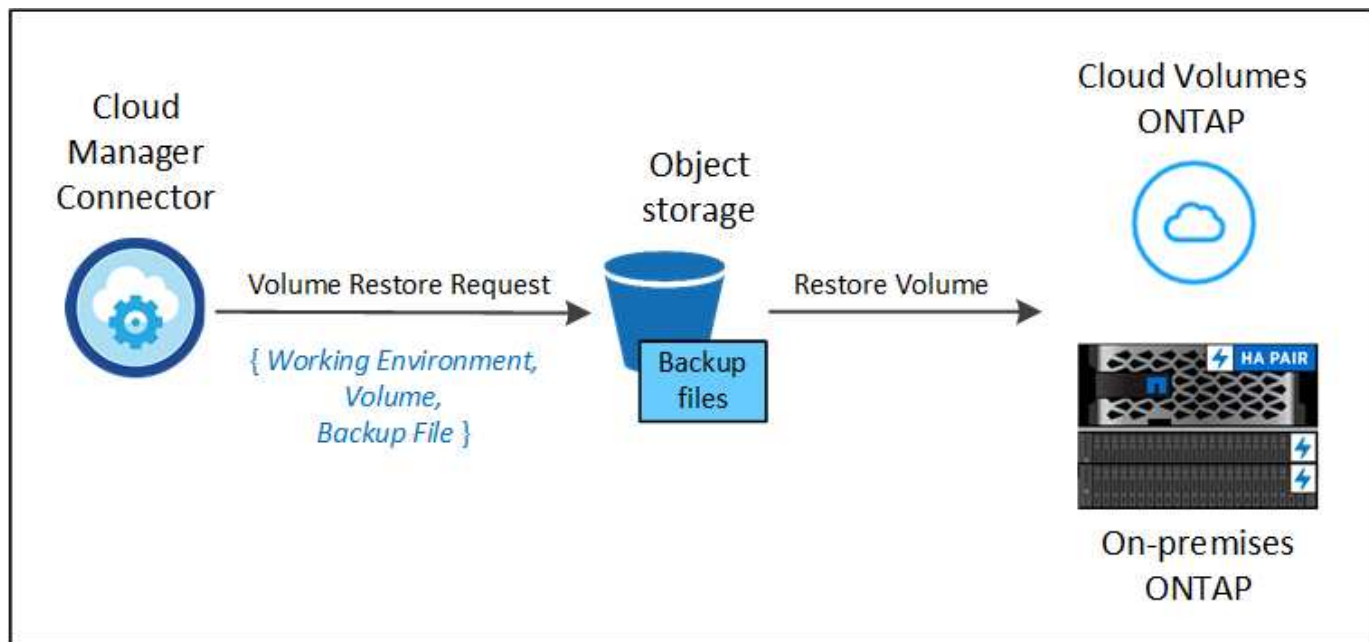 Cloud
Manager
Connector
Volume Restore Request
{ Working Environment,
Volume,
Backup File }
Object
storage
Backup
files
Restore Volume
Cloud Volumes
ONTAP
HA PAIR
On-premises
ONTAP